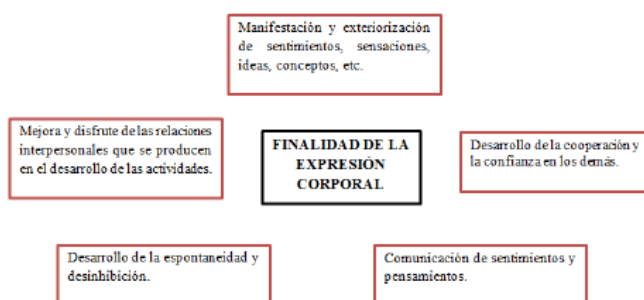 Manifestación y exteriorización
de sentimientos, sensaciones,
ideas, conceptos, etc.
Mejora y disfrute de las relaciones
interpersonales que se producen
en el desarrollo de las actividades.
FINALIDAD DE LA
EXPRESIÓN
CORPORAL
Desarrollo de la cooperación y
la confianza en los demás.
Desarrollo de la espontaneidad y
desinhibición.
Comunicación de sentimientos y
pensamientos.